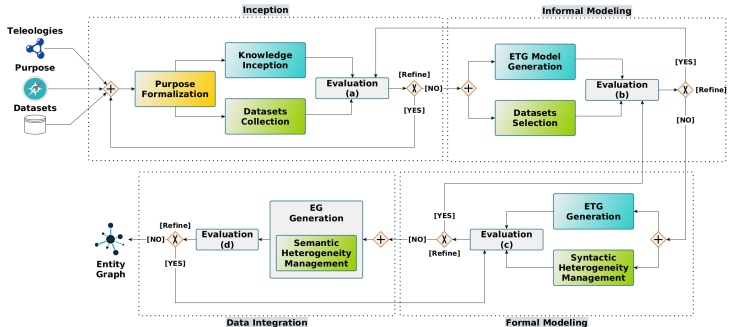 Inception
Informal Modeling
Teleologies
Purpose
Datasets
Purpose
Formalization
Knowledge
Inception
Datasets
Collection
Evaluation
(a)
[Refine]
[NO]
[YES]
ETG Model
Generation
Datasets
Selection
Evaluation
(b)
[YES]
[Refine]
[NO]
Entity
Graph
[NO]
[Refine]
[YES]
Evaluation
(d)
EG
Generation
Semantic
Heterogeneity
Management
[NO]
[YES]
[Refine]
Evaluation
(c)
ETG
Generation
Syntactic
Heterogeneity
Management
Data Integration
Formal Modeling